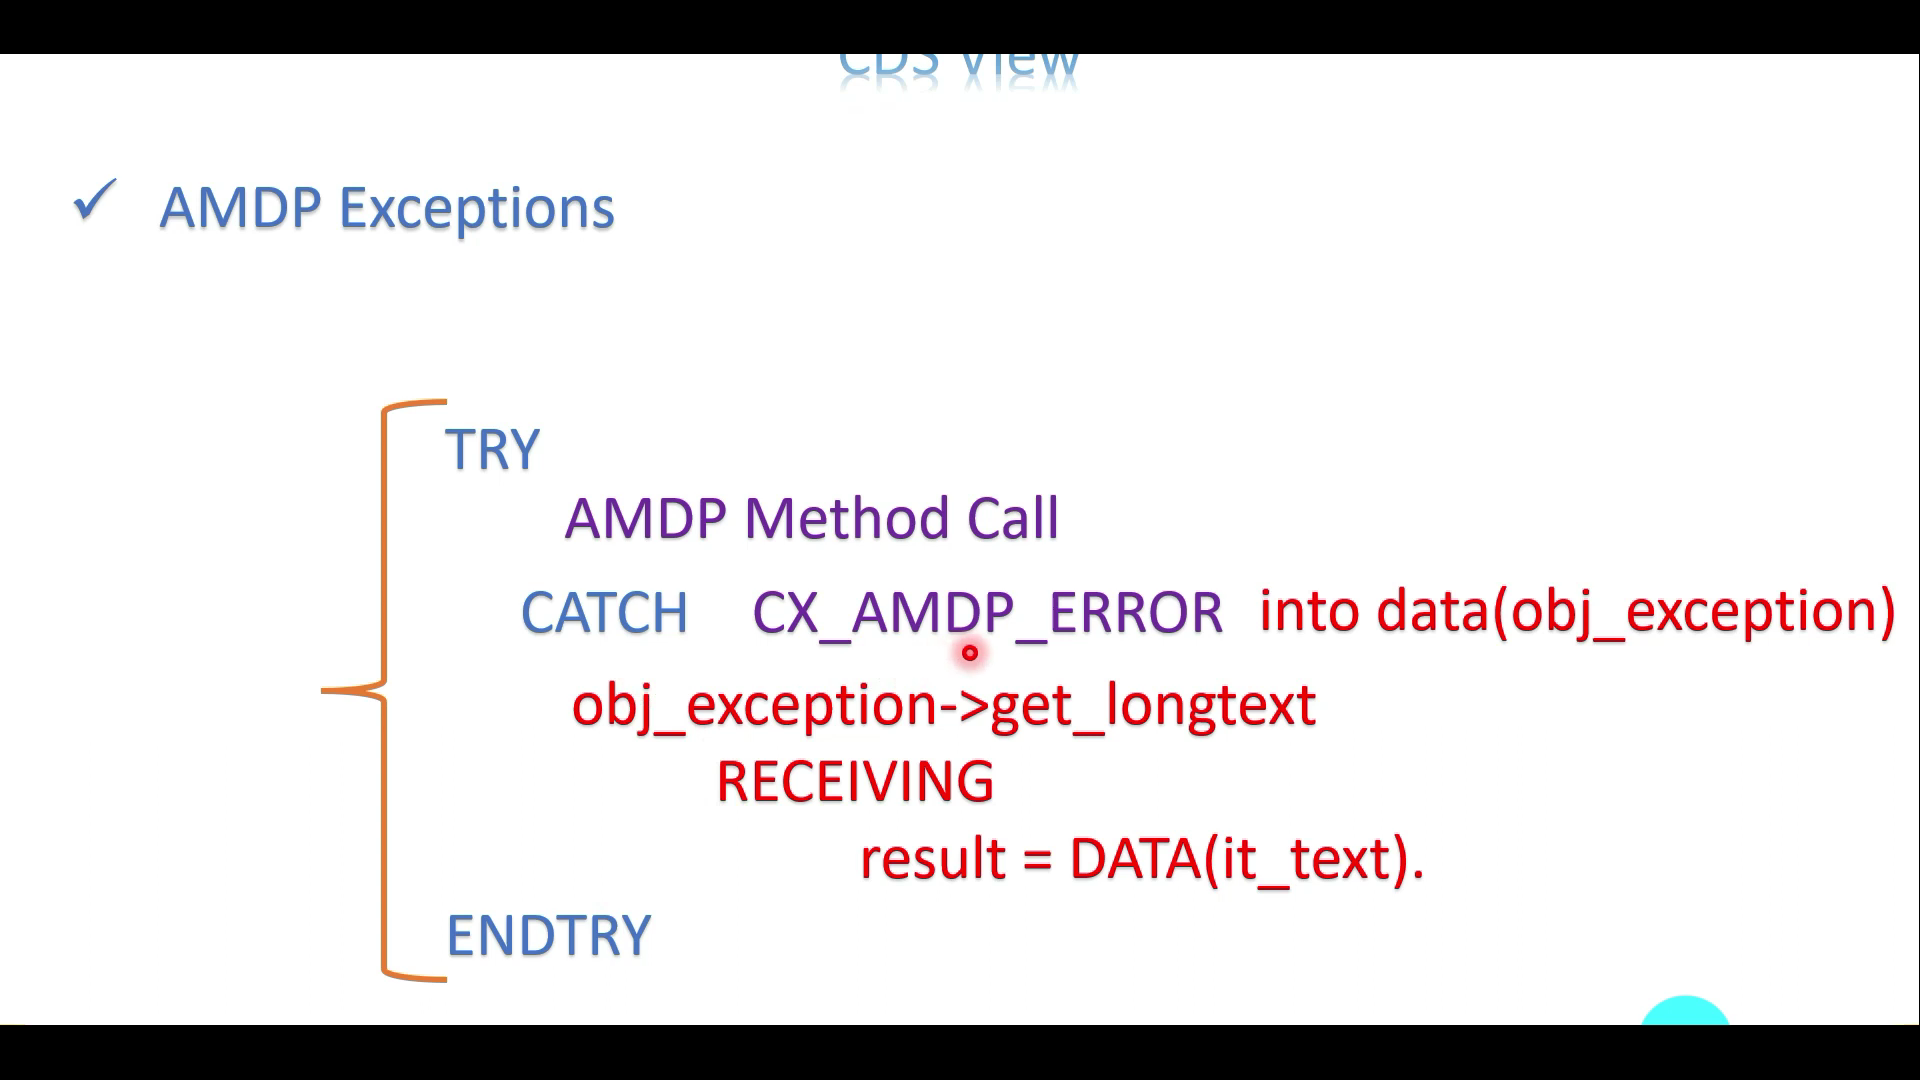 CDS View
✓ AMDP Exceptions
TRY
AMDP Method Call
CATCH CX_AMDP_ERROR into data(obj_exception)
obj_exception->get_longtext
RECEIVING
result = DATA(it_text).
ENDTRY